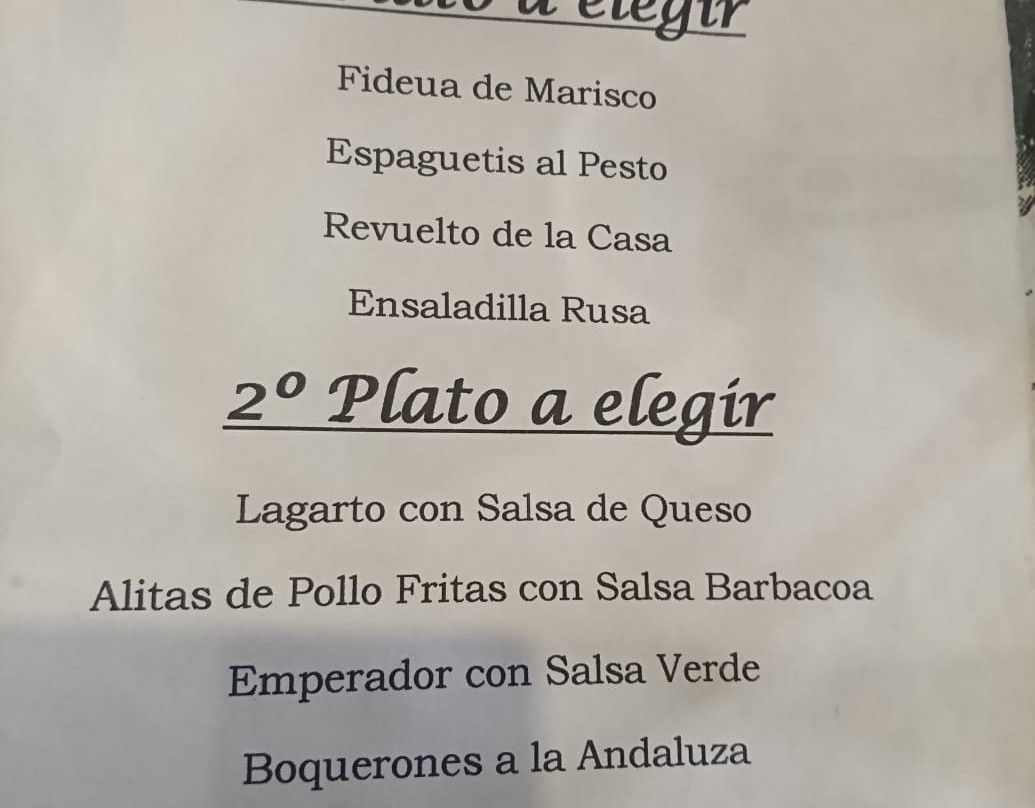 a elegir
Fideua de Marisco
Espaguetis al Pesto
Revuelto de la Casa
Ensaladilla Rusa
2º Plato a elegir
Lagarto con Salsa de Queso
Alitas de Pollo Fritas con Salsa Barbacoa
Emperador con Salsa Verde
Boquerones a la Andaluza